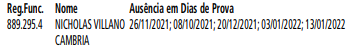 Reg.Func. Nome Ausência em Dias de Prova
889.295.4 NICHOLAS VILLANO 26/11/2021; 08/10/2021; 20/12/2021; 03/01/2022; 13/01/2022
CAMBRIA